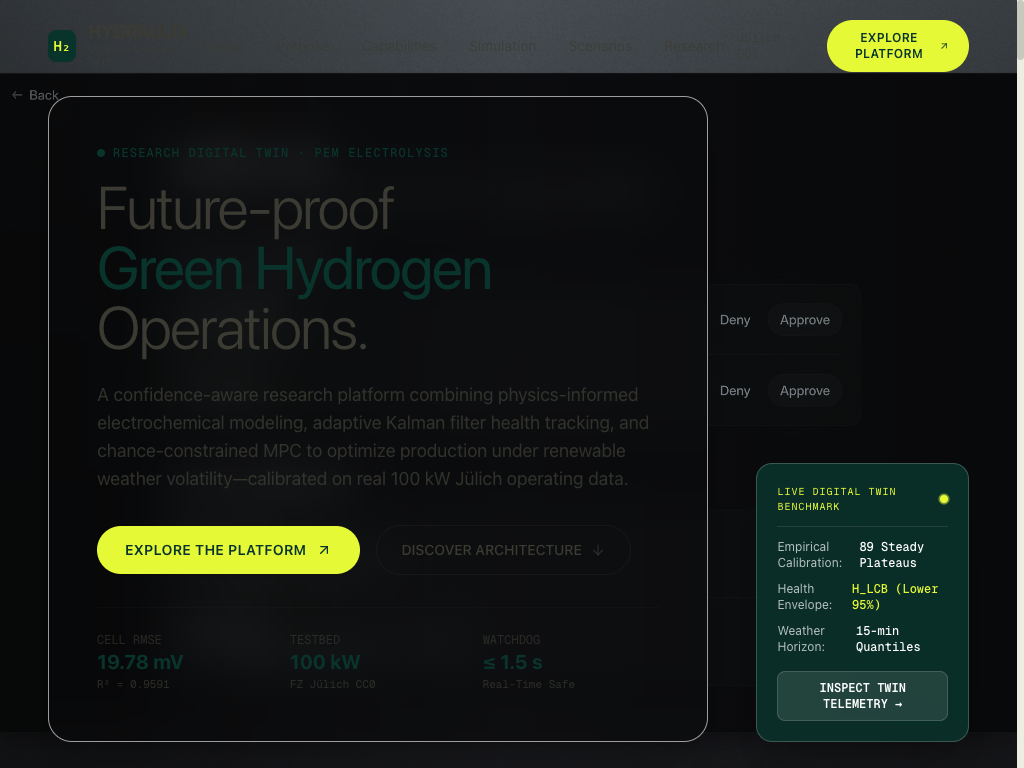 H₂
Capabilities
Simulation
Scenarios
Research
EXPLORE
PLATFORM ↗
← Back
RESEARCH DIGITAL TWIN · PEM ELECTROLYSIS
Future-proof
Green Hydrogen
Operations.
A confidence-aware research platform combining physics-informed
electrochemical modeling, adaptive Kalman filter health tracking, and
chance-constrained MPC to optimize production under renewable
weather volatility—calibrated on real 100 kW Jülich operating data.
EXPLORE THE PLATFORM ↗
DISCOVER ARCHITECTURE ↓
CELL RMSE
19.78 mV
R² = 0.9591
TESTBED
100 kW
FZ Jülich CC0
WATCHDOG
≤ 1.5 s
Real-Time Safe
Deny Approve
Deny Approve
LIVE DIGITAL TWIN
BENCHMARK
Empirical
Calibration:
89 Steady
Plateaus
Health
Envelope:
H_LCB (Lower
95%)
Weather
Horizon:
15-min
Quantiles
INSPECT TWIN
TELEMETRY →